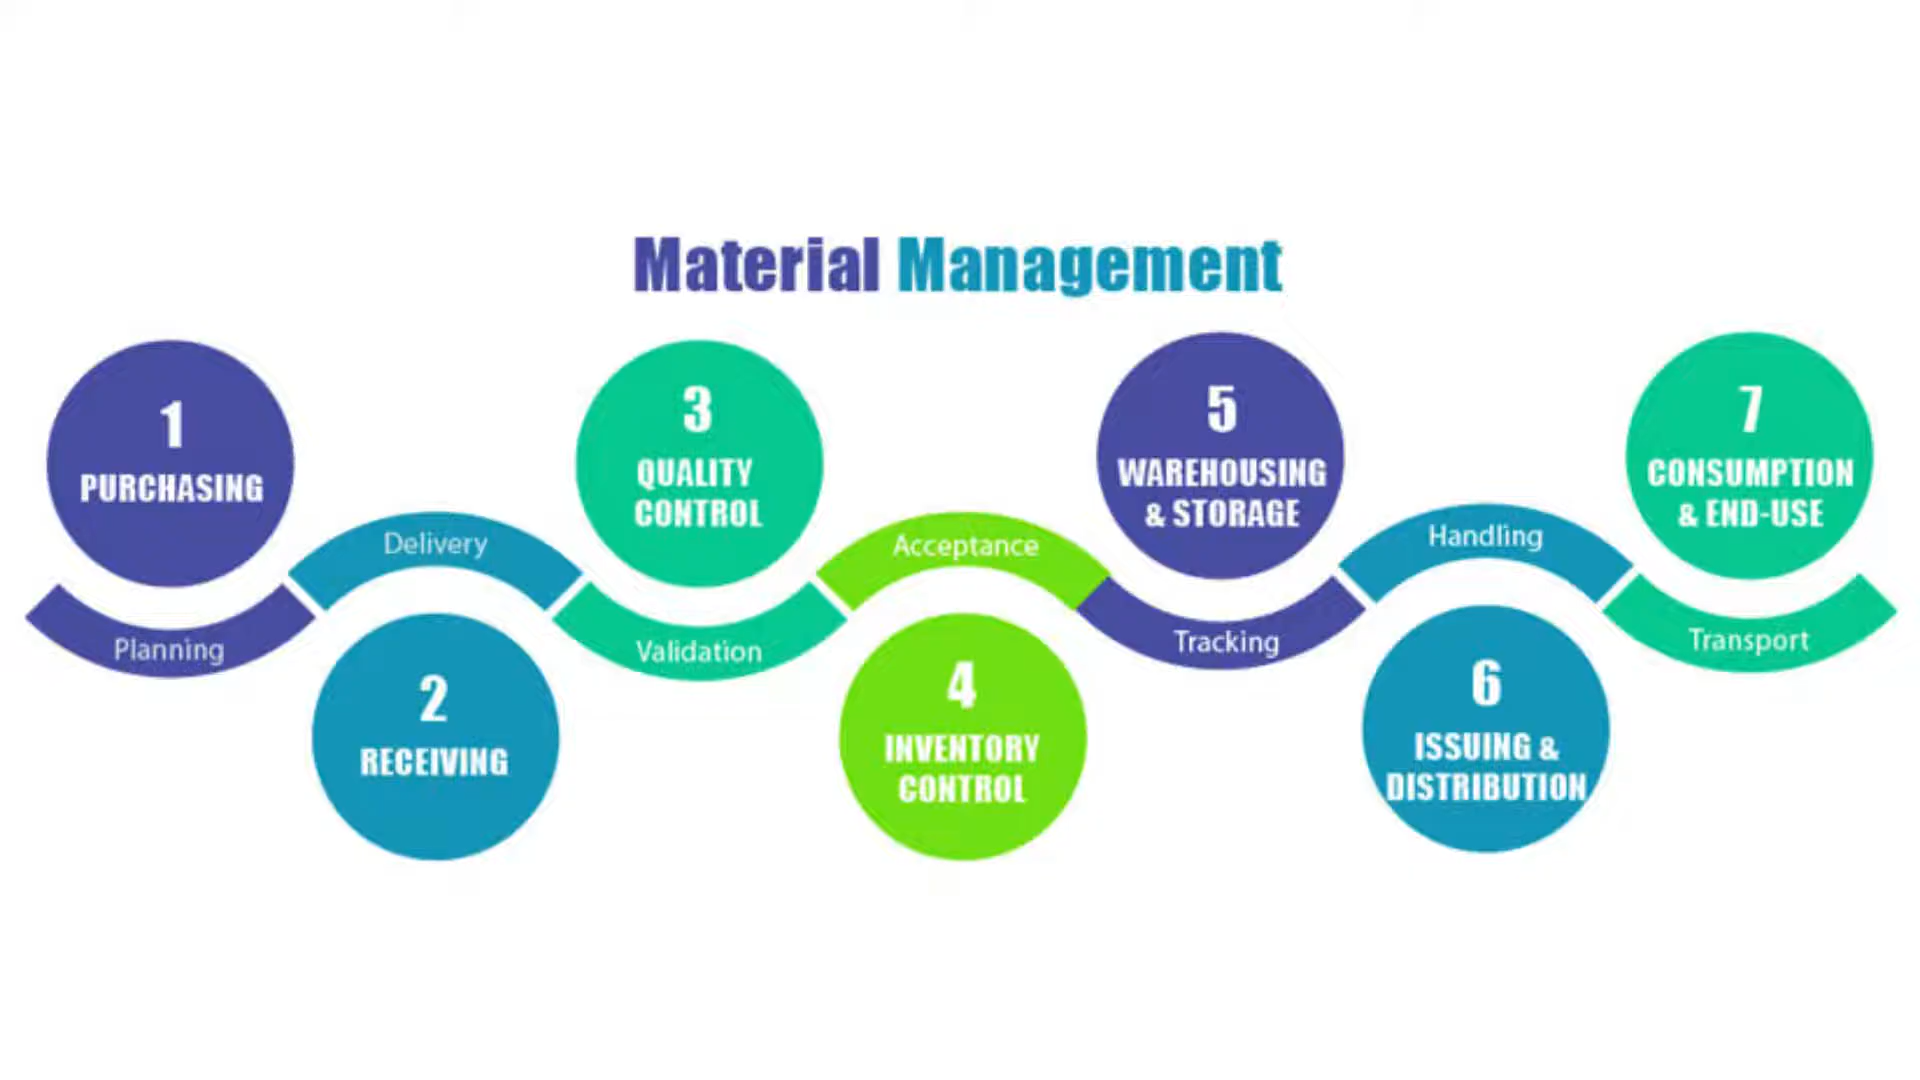 Material Management
1
PURCHASING
Planning
Delivery
2
RECEIVING
3
QUALITY
CONTROL
Validation
Acceptance
4
INVENTORY
CONTROL
5
WAREHOUSING
& STORAGE
Tracking
Handling
6
ISSUING &
DISTRIBUTION
7
CONSUMPTION
& END-USE
Transport